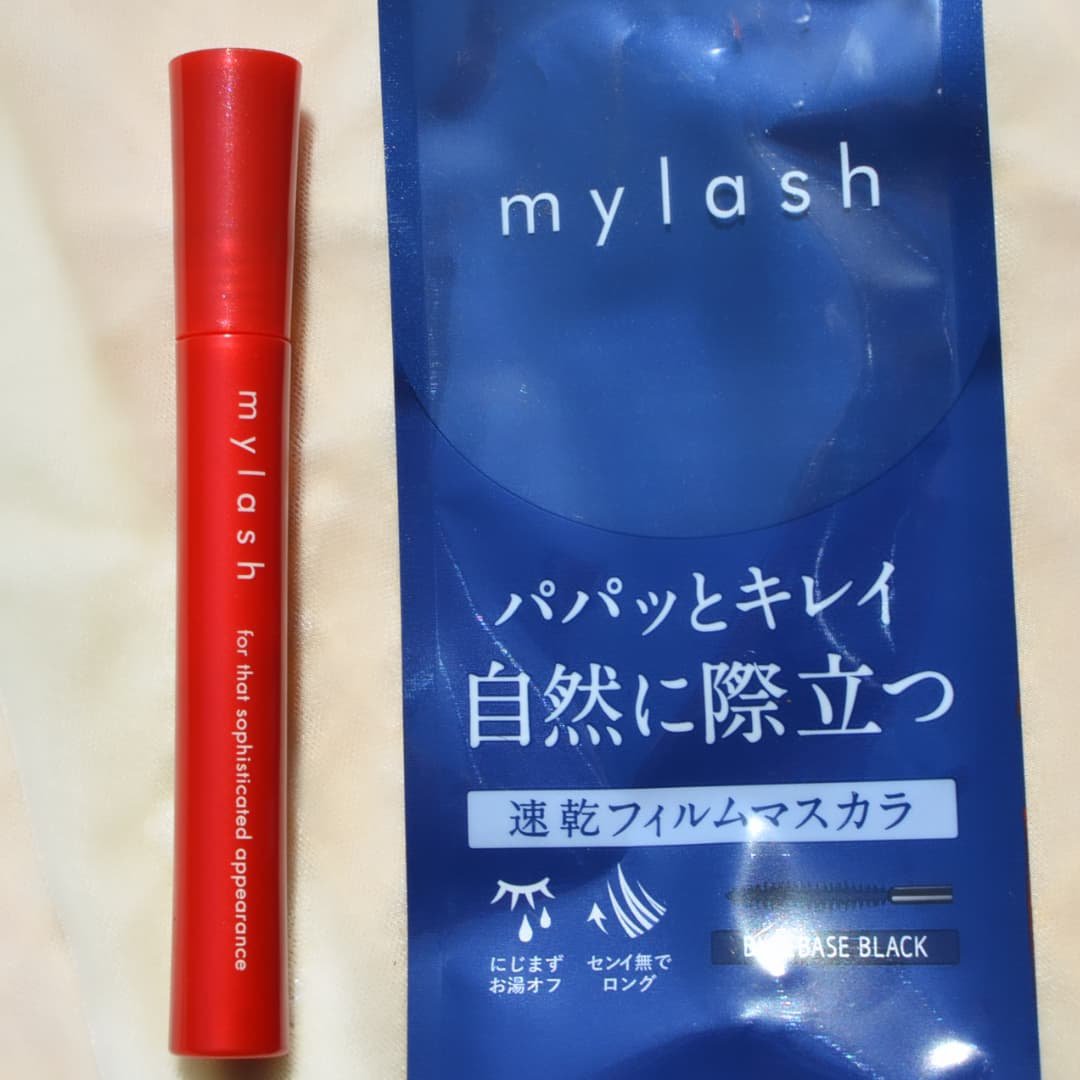 mylash
for that sophisticated appearance
mylash
パパッとキレイ
自然に際立つ
速乾フィルムマスカラ
にじまず
お湯オフ
センイ無で
ロング
BASE BLACK